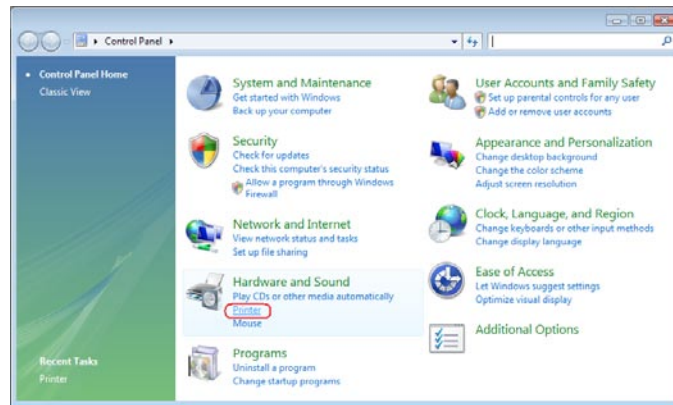 Control Panel
Control Panel Home
Classic View
System and Maintenance
Get started with Windows
Back up your computer
Security
Check for updates
Check this computer's security status
Allow a program through Windows
Firewall
Network and Internet
View network status and tasks
Set up file sharing
Hardware and Sound
Play CDs or other media automatically
Printer
Mouse
Programs
Uninstall a program
Change startup programs
User Accounts and Family Safety
Set up parental controls for any user
Add or remove user accounts
Appearance and Personalization
Change desktop background
Change the color scheme
Adjust screen resolution
Clock, Language, and Region
Change keyboards or other input methods
Change display language
Ease of Access
Let Windows suggest settings
Optimize visual display
Additional Options
Recent Tasks
Printer